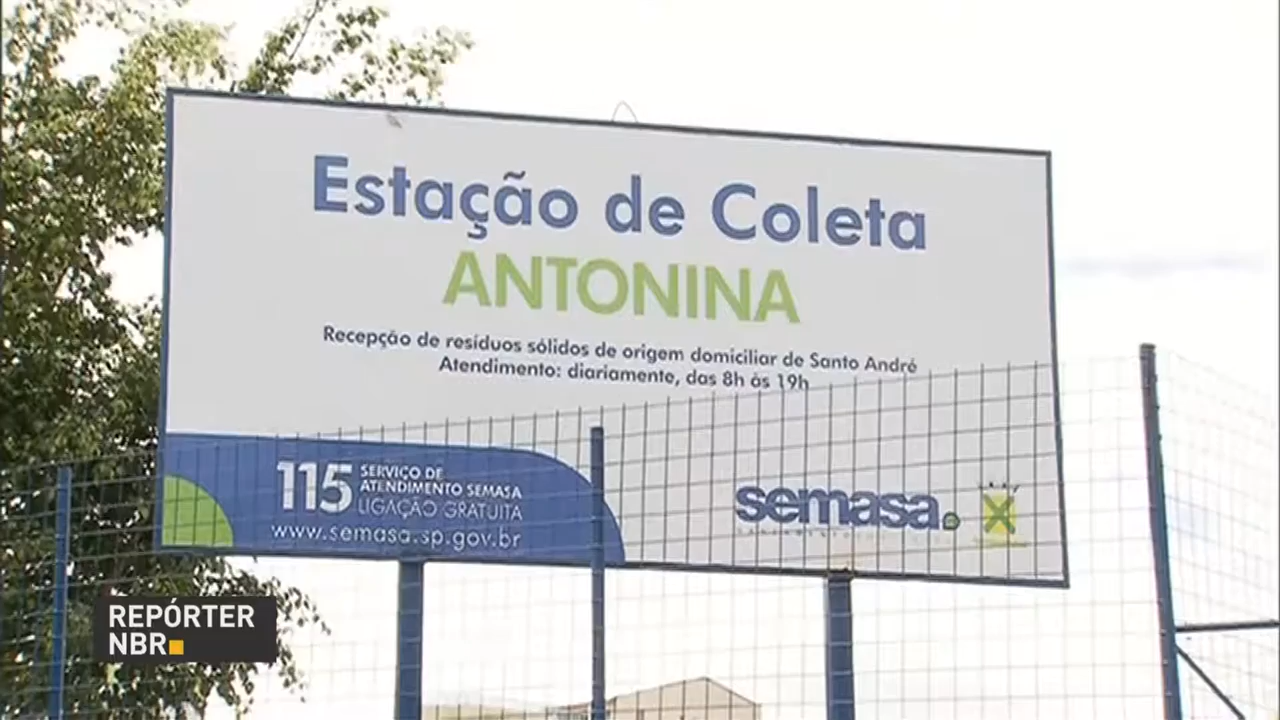 Estação de Coleta
ANTONINA
Recepção de resíduos sólidos de origem domiciliar de Santo André
Atendimento: diariamente, das 8h às 19h
115 SERVIÇO DE
ATENDIMENTO SEMASA
LIGAÇÃO GRATUITA
www.semasa.sp.gov.br
semasa.
REPÓRTER
NBR